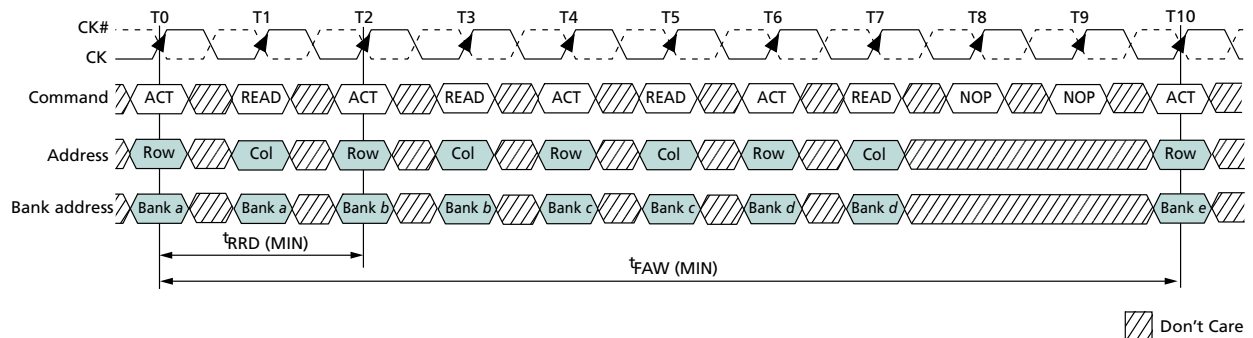 T0 T1 T2 T3 T4 T5 T6 T7 T8 T9 T10
CK#
CK
Command ACT READ ACT READ ACT READ ACT READ NOP NOP ACT
Address Row Col Row Col Row Col Row Col Row
Bank address Bank a Bank a Bank b Bank b Bank c Bank c Bank d Bank d Bank e
tRRD (MIN)
tFAW (MIN)
Don't Care